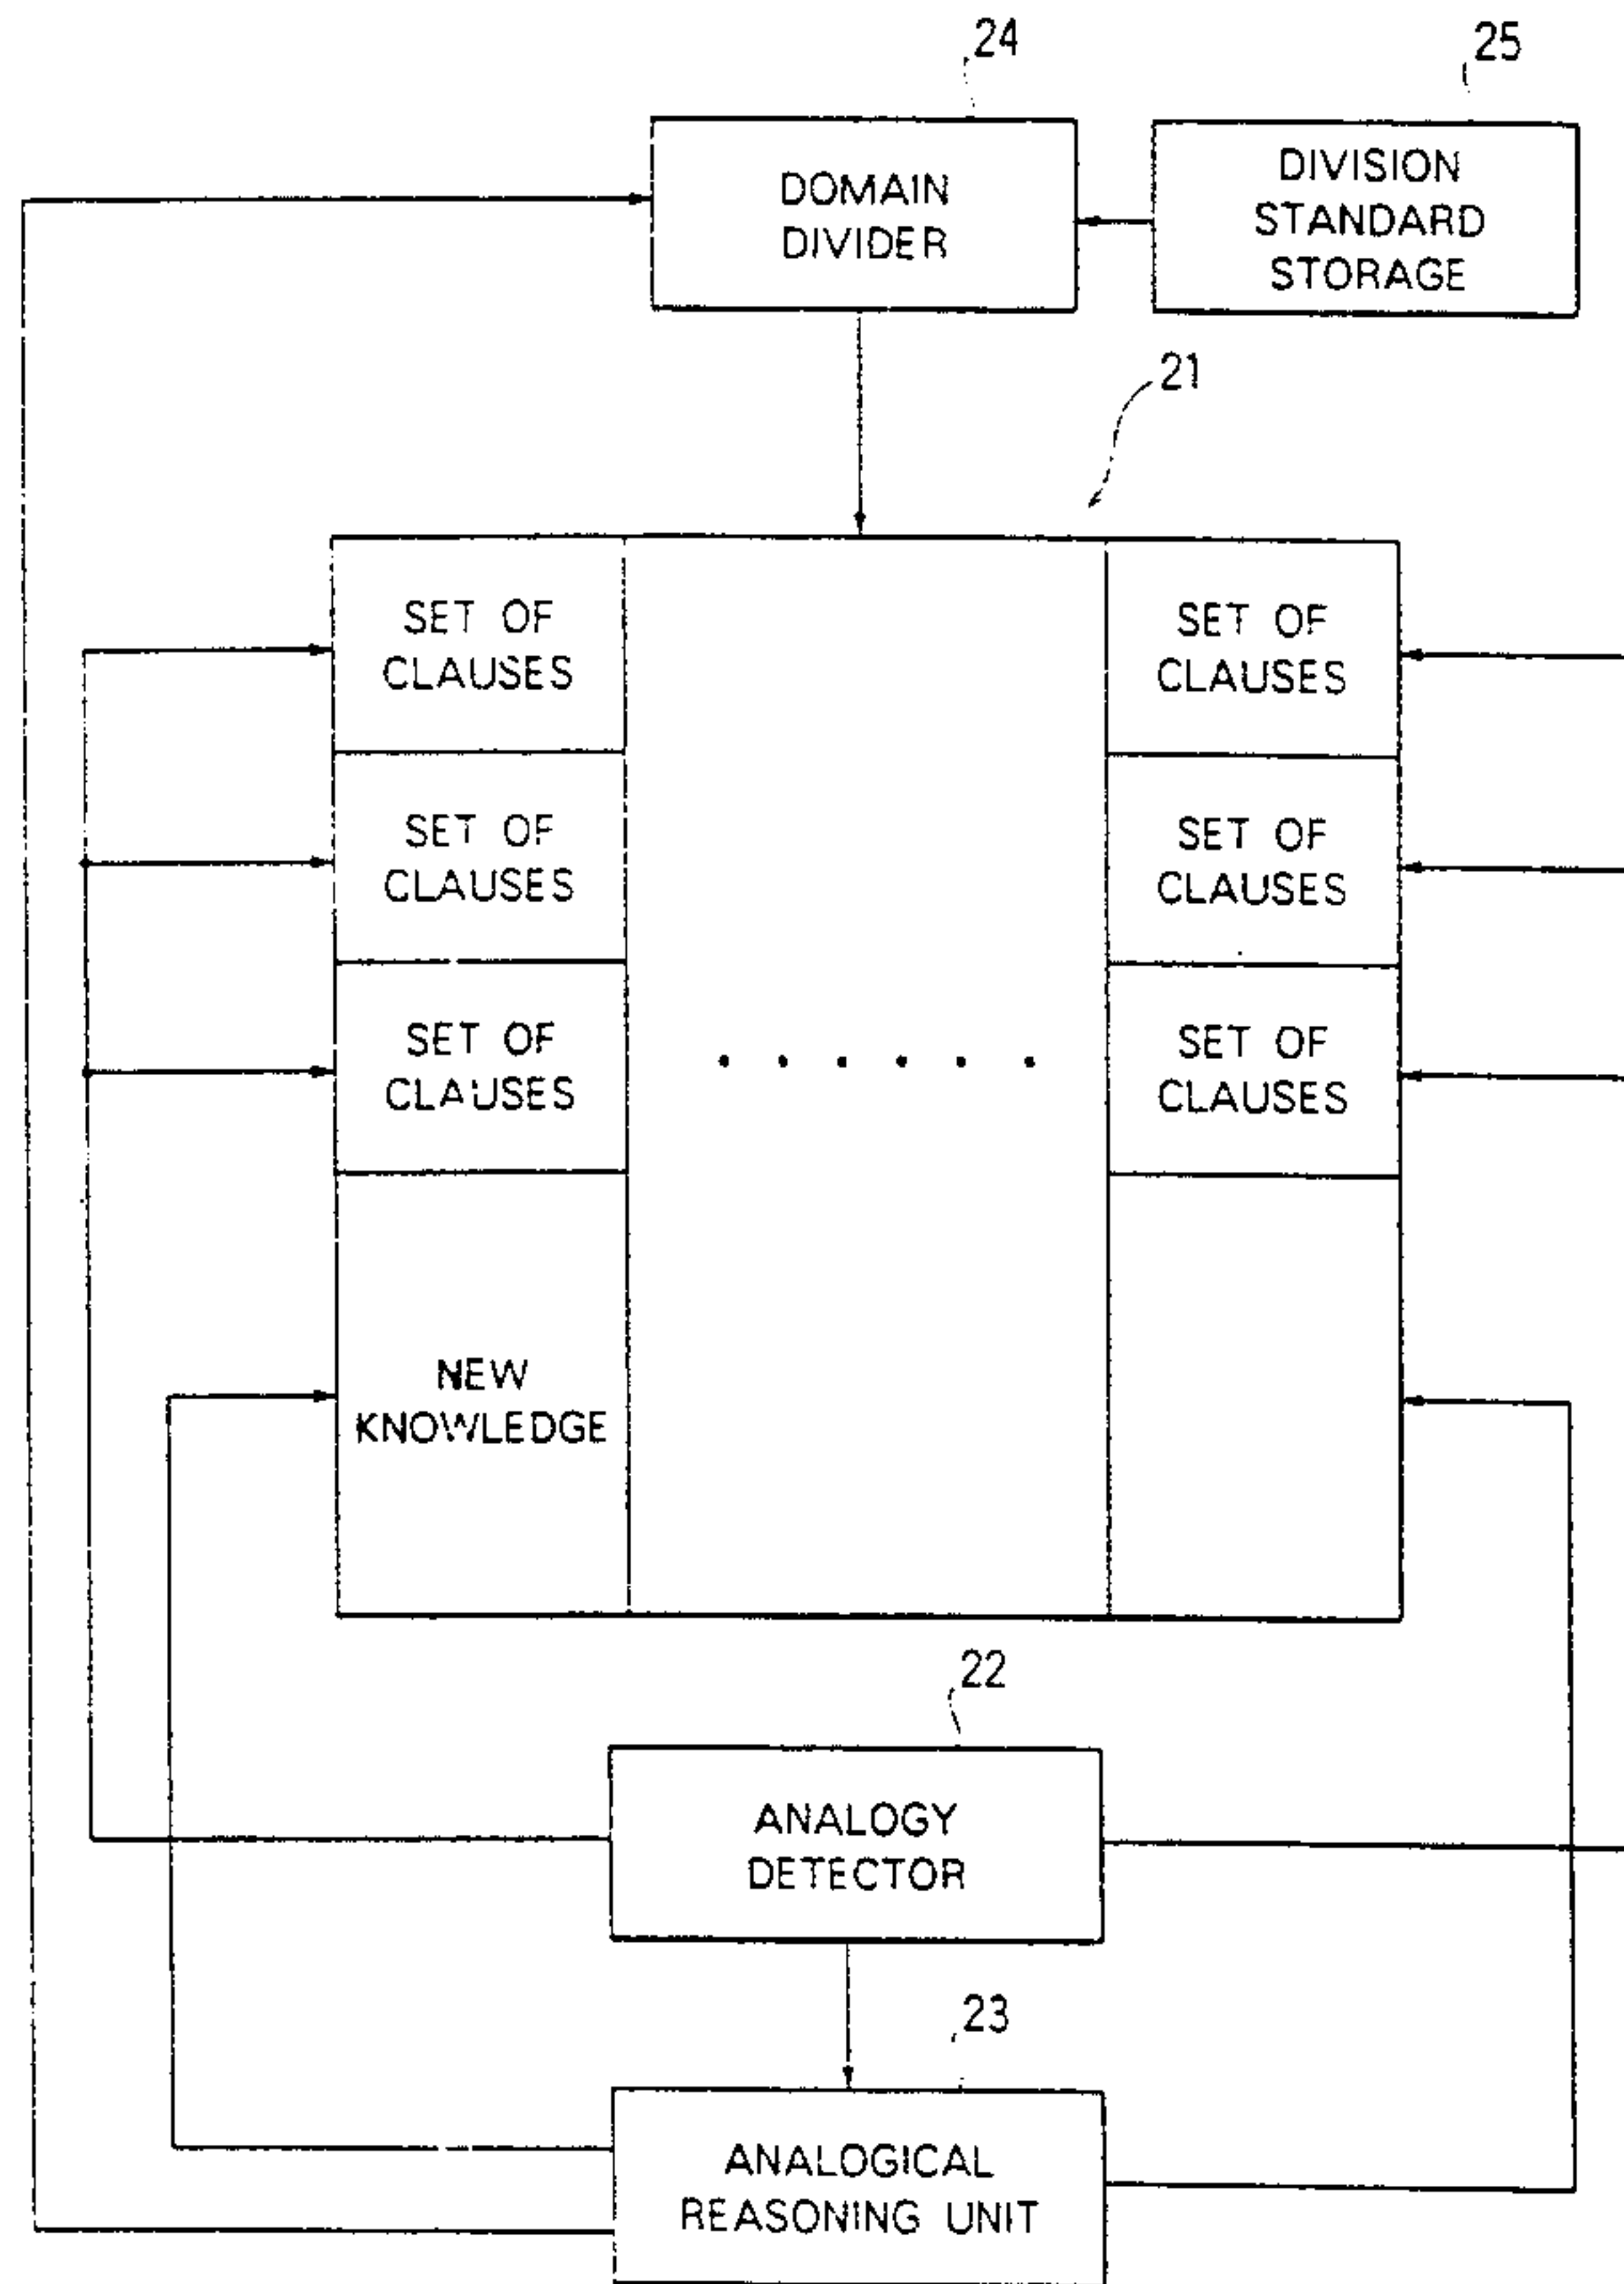 24
25
DOMAIN
DIVIDER
DIVISION
STANDARD
STORAGE
21
SET OF
CLAUSES
SET OF
CLAUSES
SET OF
CLAUSES
SET OF
CLAUSES
SET OF
CLAUSES
SET OF
CLAUSES
NEW
KNOWLEDGE
22
ANALOGY
DETECTOR
23
ANALOGICAL
REASONING UNIT